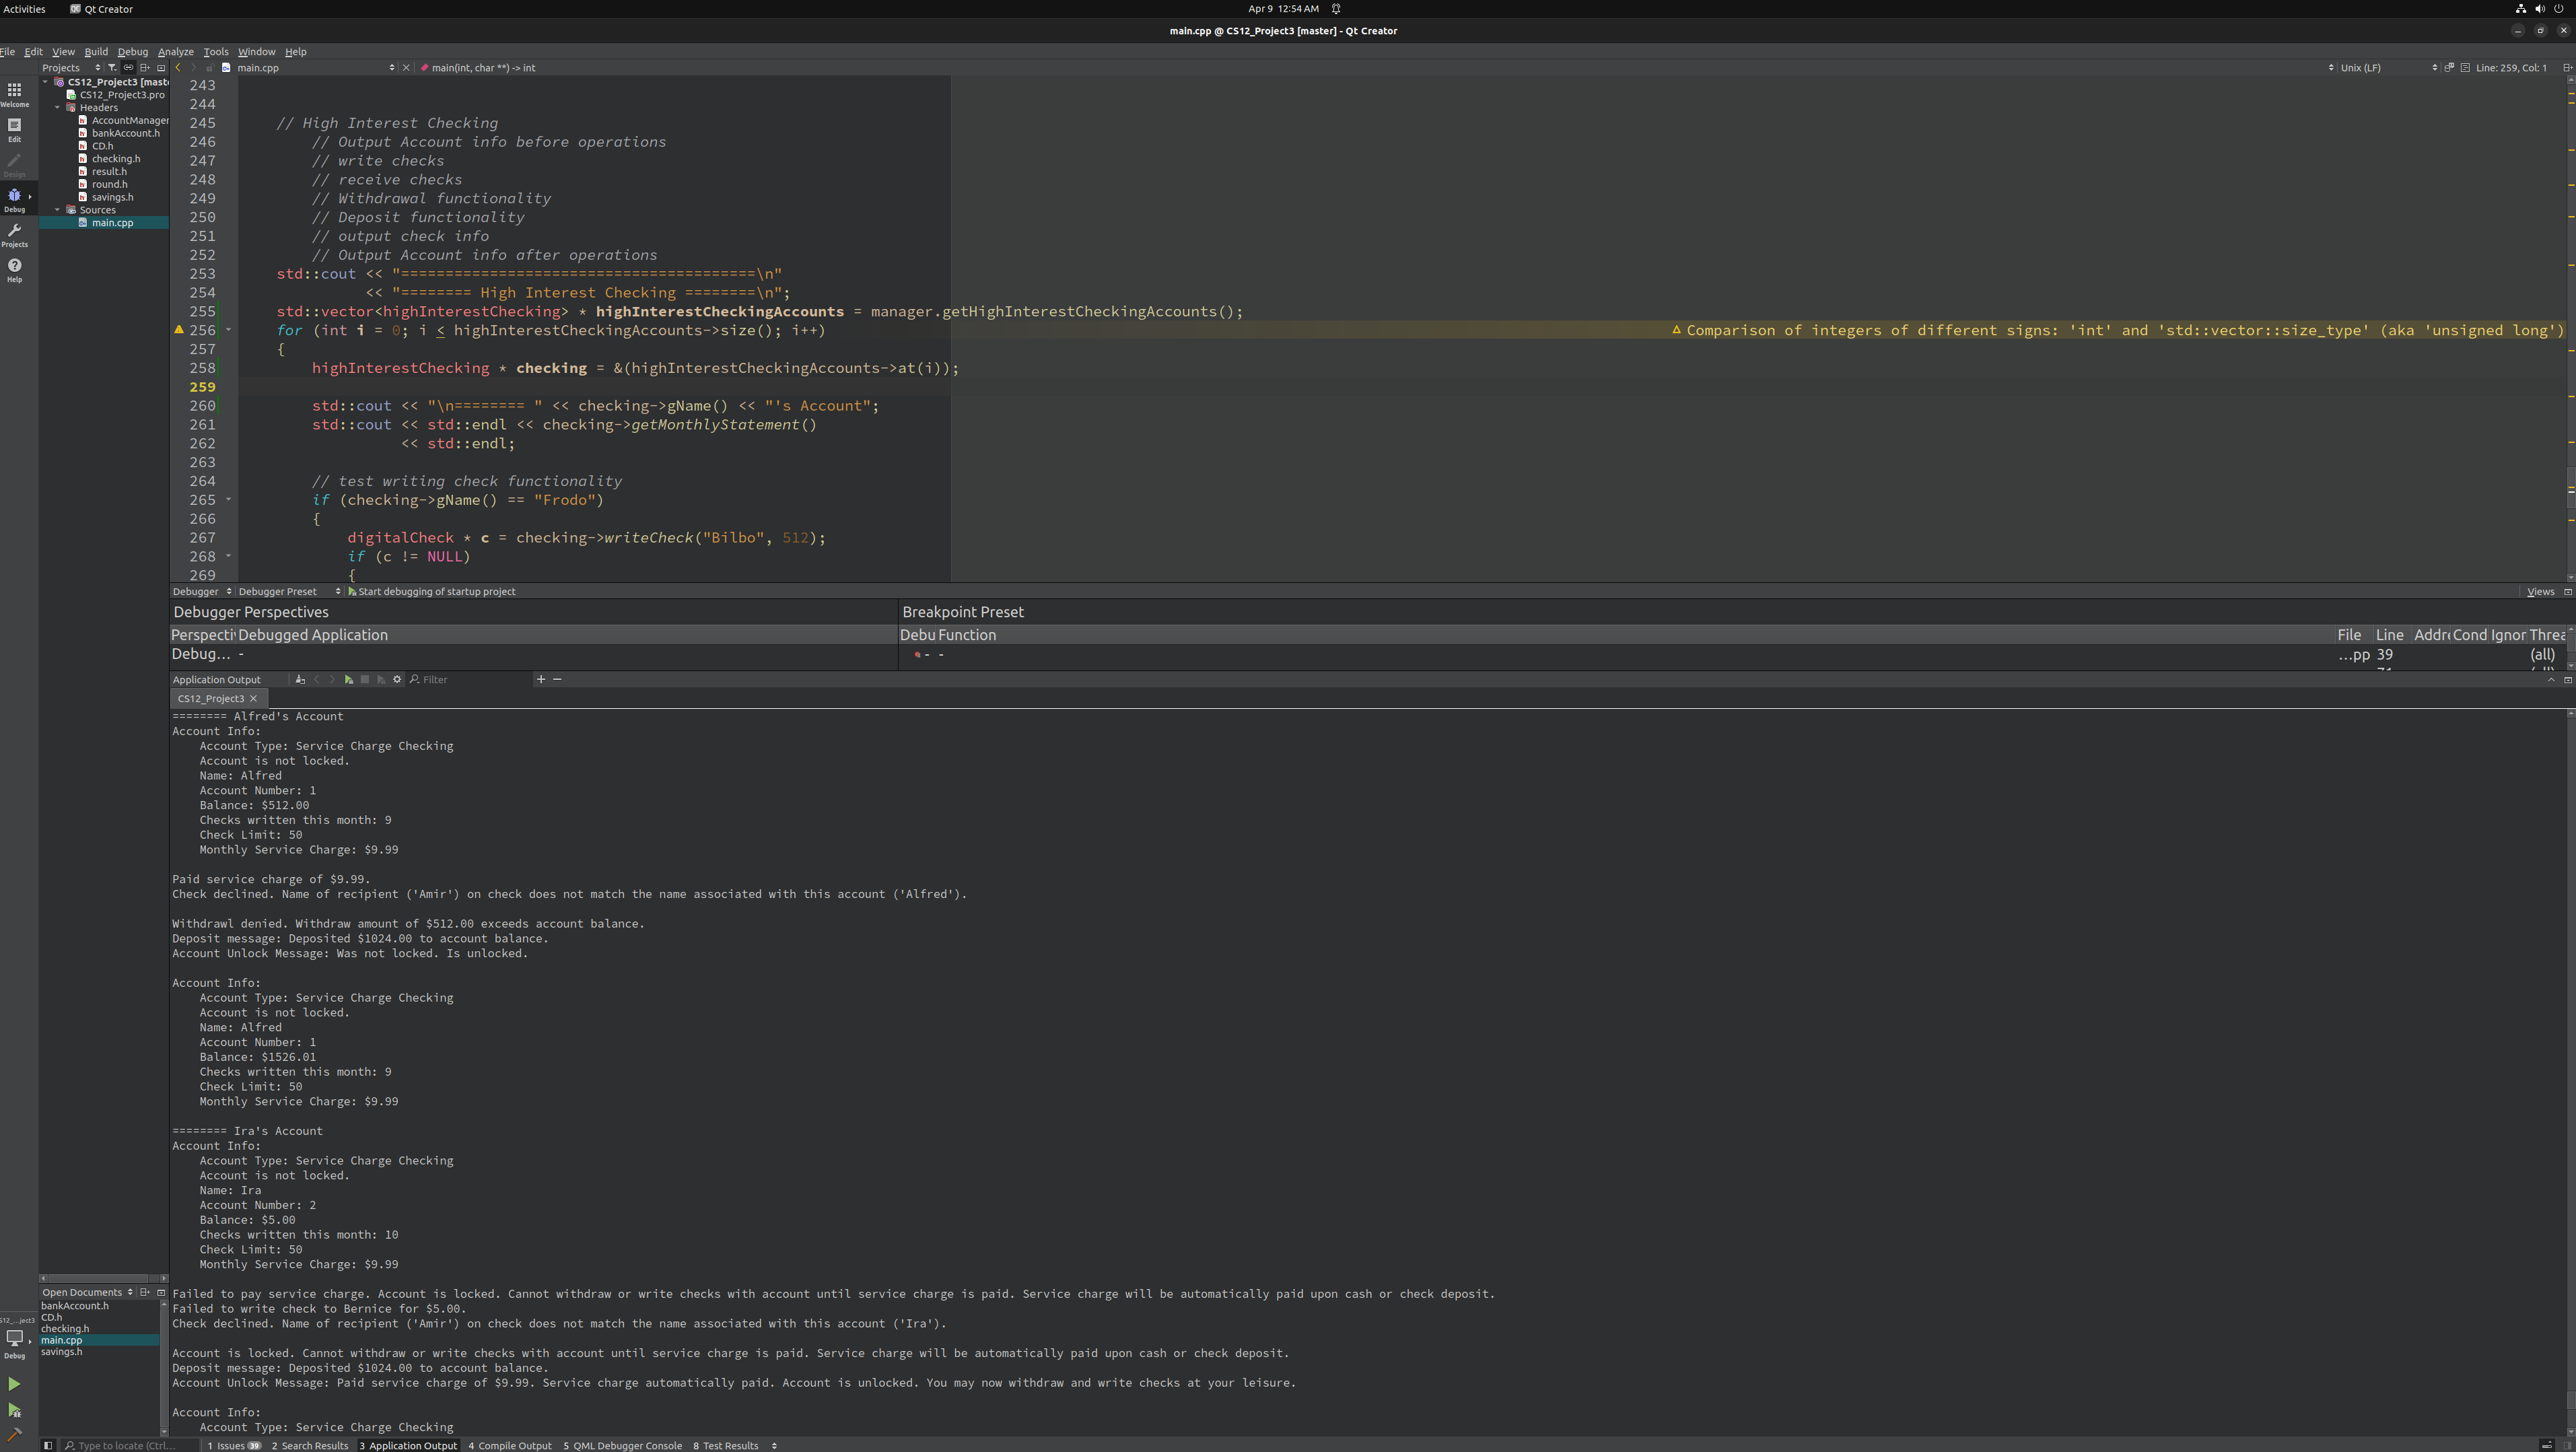 Activities Qt Creator Apr 9 12:54 AM
main.cpp @ CS12_Project3 [master] - Qt Creator
File Edit View Build Debug Analyze Tools Window Help
Projects main.cpp main(int, char **) -> int Unix (LF) Line: 259, Col: 1
Welcome
Edit
Design
Debug
Projects
Help
CS12_Project3 [mast
CS12_Project3.pro
Headers
AccountManager
bankAccount.h
CD.h
checking.h
result.h
round.h
savings.h
Sources
main.cpp
243
244
245 // High Interest Checking
246 // Output Account info before operations
247 // write checks
248 // receive checks
249 // Withdrawal functionality
250 // Deposit functionality
251 // output check info
252 // Output Account info after operations
253 std::cout << "========================================\n"
254 << "======== High Interest Checking ========\n";
255 std::vector<highInterestChecking> * highInterestCheckingAccounts = manager.getHighInterestCheckingAccounts();
256 for (int i = 0; i < highInterestCheckingAccounts->size(); i++) Comparison of integers of different signs: 'int' and 'std::vector::size_type' (aka 'unsigned long')
257 {
258 highInterestChecking * checking = &(highInterestCheckingAccounts->at(i));
259
260 std::cout << "\n======== " << checking->gName() << "'s Account";
261 std::cout << std::endl << checking->getMonthlyStatement()
262 << std::endl;
263
264 // test writing check functionality
265 if (checking->gName() == "Frodo")
266 {
267 digitalCheck * c = checking->writeCheck("Bilbo", 512);
268 if (c != NULL)
269 {
Debugger Debugger Preset Start debugging of startup project Views
Debugger Perspectives Breakpoint Preset
Perspecti Debugged Application Debu Function File Line Addre Cond Ignor Threa
Debug... - - - ...pp 39 (all)
Application Output Filter + −
CS12_Project3
======== Alfred's Account
Account Info:
Account Type: Service Charge Checking
Account is not locked.
Name: Alfred
Account Number: 1
Balance: $512.00
Checks written this month: 9
Check Limit: 50
Monthly Service Charge: $9.99
Paid service charge of $9.99.
Check declined. Name of recipient ('Amir') on check does not match the name associated with this account ('Alfred').
Withdrawl denied. Withdraw amount of $512.00 exceeds account balance.
Deposit message: Deposited $1024.00 to account balance.
Account Unlock Message: Was not locked. Is unlocked.
Account Info:
Account Type: Service Charge Checking
Account is not locked.
Name: Alfred
Account Number: 1
Balance: $1526.01
Checks written this month: 9
Check Limit: 50
Monthly Service Charge: $9.99
======== Ira's Account
Account Info:
Account Type: Service Charge Checking
Account is not locked.
Name: Ira
Account Number: 2
Balance: $5.00
Checks written this month: 10
Check Limit: 50
Monthly Service Charge: $9.99
Failed to pay service charge. Account is locked. Cannot withdraw or write checks with account until service charge is paid. Service charge will be automatically paid upon cash or check deposit.
Failed to write check to Bernice for $5.00.
Check declined. Name of recipient ('Amir') on check does not match the name associated with this account ('Ira').
Account is locked. Cannot withdraw or write checks with account until service charge is paid. Service charge will be automatically paid upon cash or check deposit.
Deposit message: Deposited $1024.00 to account balance.
Account Unlock Message: Paid service charge of $9.99. Service charge automatically paid. Account is unlocked. You may now withdraw and write checks at your leisure.
Account Info:
Account Type: Service Charge Checking
Open Documents
bankAccount.h
CD.h
checking.h
main.cpp
savings.h
S12_...ject3
Debug
Type to locate (Ctrl... 1 Issues 39 2 Search Results 3 Application Output 4 Compile Output 5 QML Debugger Console 8 Test Results